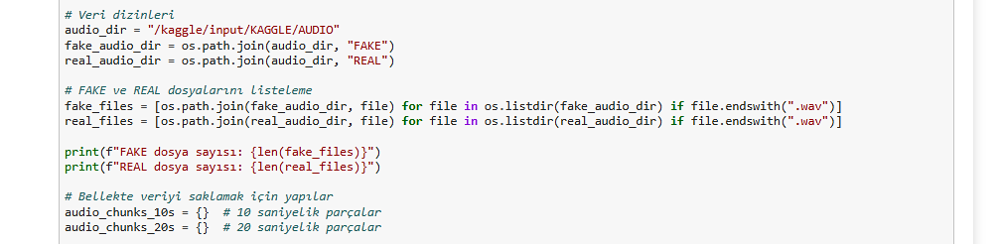 # Veri dizinleri
audio_dir = "/kaggle/input/KAGGLE/AUDIO"
fake_audio_dir = os.path.join(audio_dir, "FAKE")
real_audio_dir = os.path.join(audio_dir, "REAL")
# FAKE ve REAL dosyalarını listeleme
fake_files = [os.path.join(fake_audio_dir, file) for file in os.listdir(fake_audio_dir) if file.endswith(".wav")]
real_files = [os.path.join(real_audio_dir, file) for file in os.listdir(real_audio_dir) if file.endswith(".wav")]
print(f"FAKE dosya sayısı: {len(fake_files)}")
print(f"REAL dosya sayısı: {len(real_files)}")
# Bellekte veriyi saklamak için yapılar
audio_chunks_10s = {}  # 10 saniyelik parçalar
audio_chunks_20s = {}  # 20 saniyelik parçalar